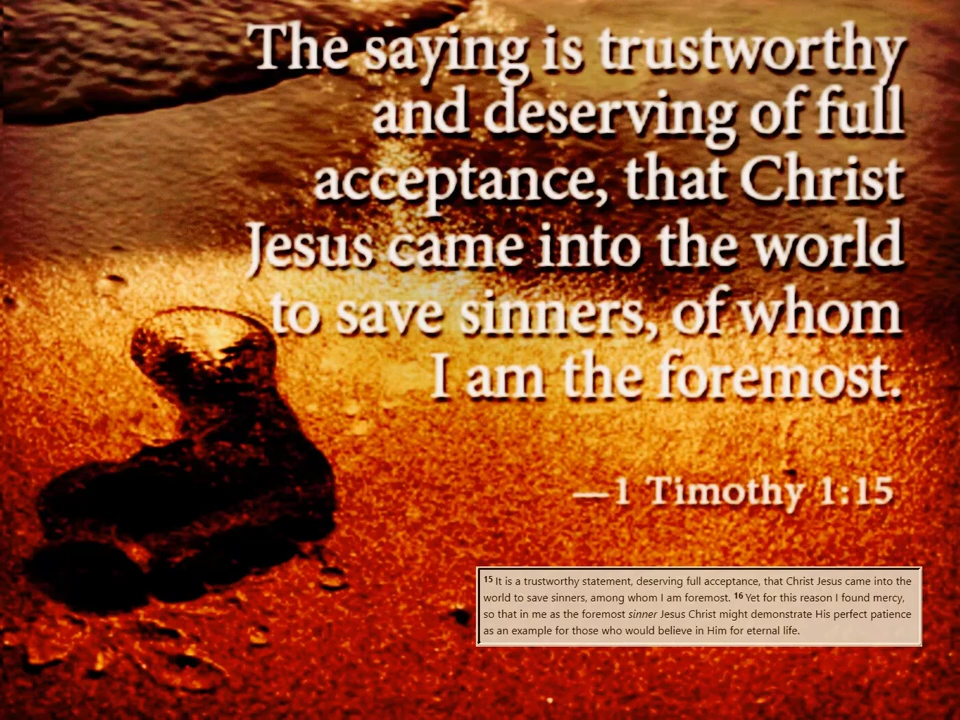 The saying is trustworthy
and deserving of full
acceptance, that Christ
Jesus came into the world
to save sinners, of whom
I am the foremost.
—1 Timothy 1:15
15 It is a trustworthy statement, deserving full acceptance, that Christ Jesus came into the
world to save sinners, among whom I am foremost. 16 Yet for this reason I found mercy,
so that in me as the foremost sinner Jesus Christ might demonstrate His perfect patience
as an example for those who would believe in Him for eternal life.